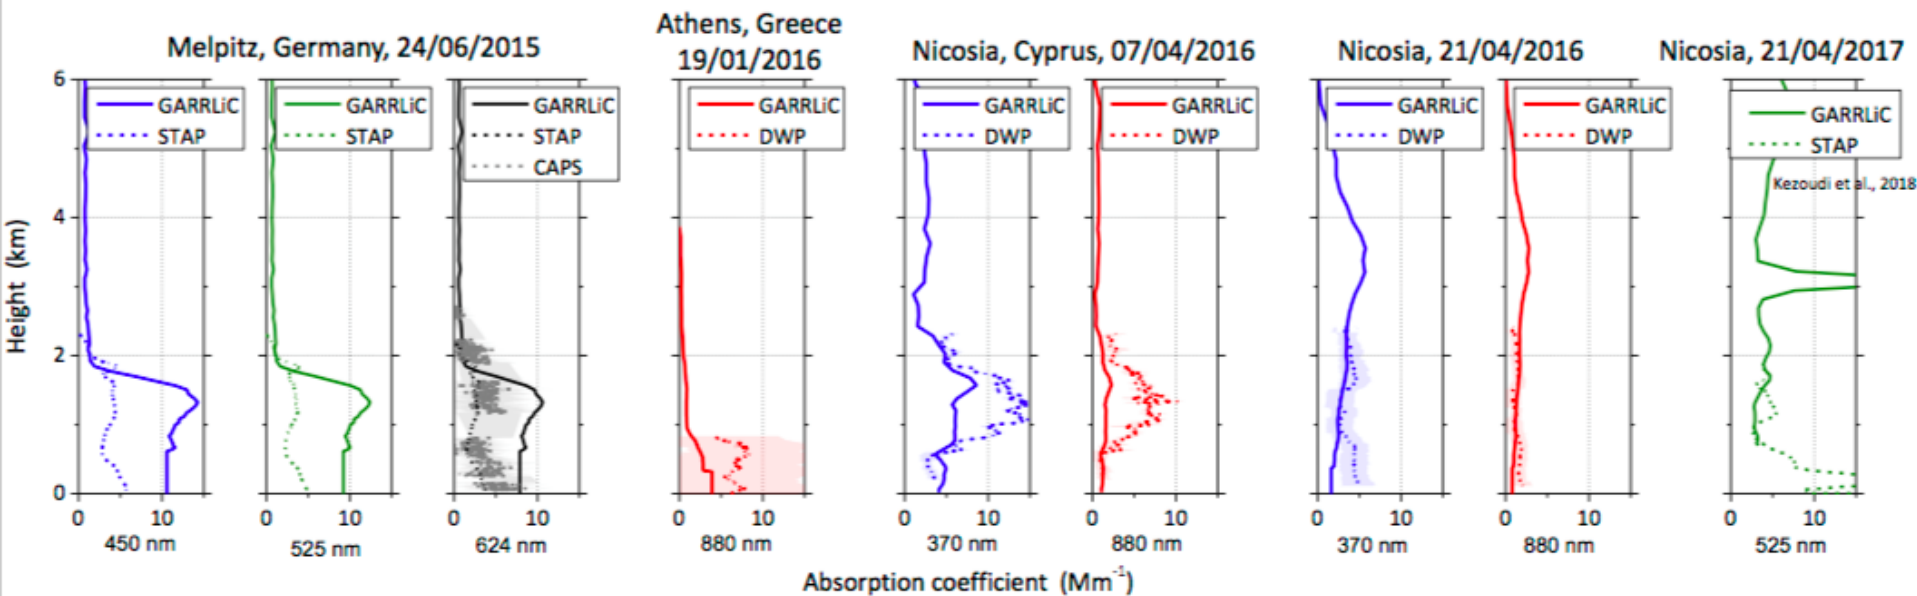 Melpitz, Germany, 24/06/2015
Athens, Greece
19/01/2016
Nicosia, Cyprus, 07/04/2016
Nicosia, 21/04/2016
Nicosia, 21/04/2017
GARRLiC
STAP
GARRLiC
STAP
GARRLiC
STAP
CAPS
GARRLiC
DWP
GARRLiC
DWP
GARRLiC
DWP
GARRLiC
DWP
GARRLiC
DWP
GARRLiC
STAP
Kezoudi et al., 2018
Height (km)
6
4
2
0
0 10
0 10
0 10
0 10
0 10
0 10
0 10
0 10
0 10
450 nm
525 nm
624 nm
880 nm
370 nm
880 nm
370 nm
880 nm
525 nm
Absorption coefficient (Mm⁻¹)